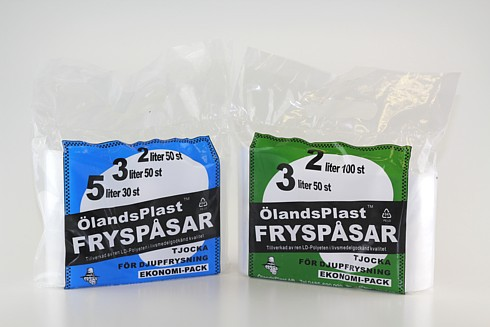 2 liter 50 st
3 liter 50 st
5 liter 30 st
ÖlandsPlast™
FRYSPÅSAR
Tillverkad av ren LD-Polyeten i livsmedelgodkänd kvalitet
TJOCKA
FÖR DJUPFRYSNING
EKONOMI-PACK
2 liter 100 st
3 liter 50 st
ÖlandsPlast™
FRYSPÅSAR
Tillverkad av ren LD-Polyeten i livsmedelgodkänd kvalitet
TJOCKA
FÖR DJUPFRYSNING
EKONOMI-PACK